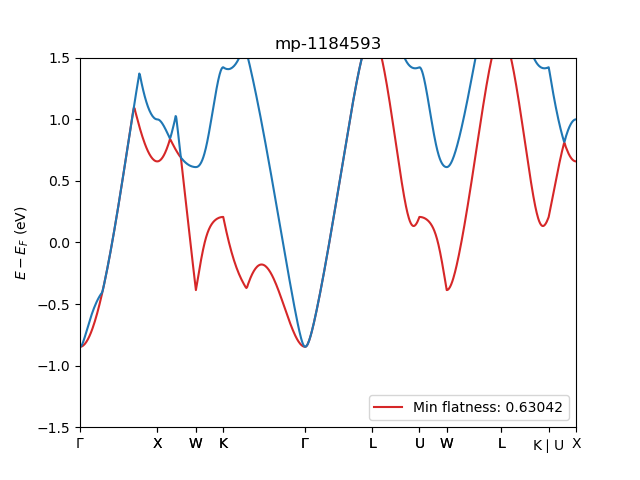 mp-1184593
E − E_F (eV)
1.5
1.0
0.5
0.0
−0.5
−1.0
−1.5
Min flatness: 0.63042
Γ X W K Γ L U W L K | U X